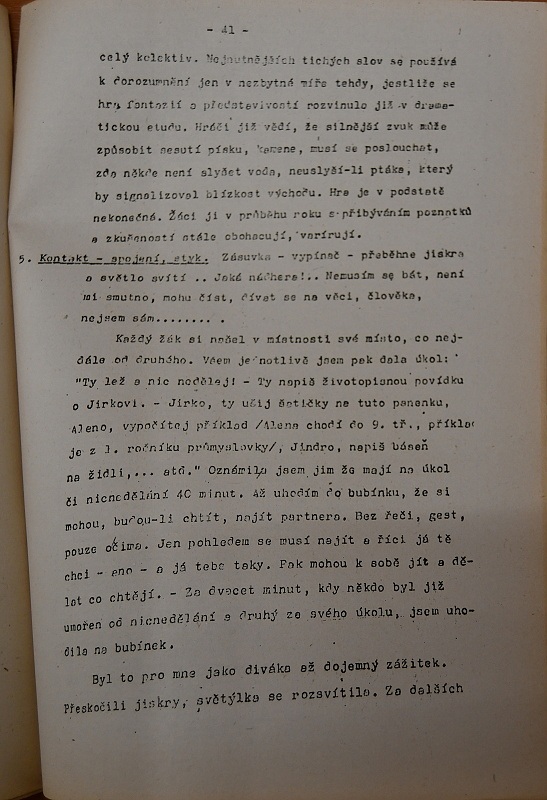 - 41 -
celý kolektiv. Nejnutnějších tichých slov se používá
k dorozumnění jen v nezbytné míře tehdy, jestliže se
hra fantazií a představivostí rozvinula již v drama-
tickou etudu. Hráči již vědí, že silnější zvuk může
způsobit sesutí písku, kamene, musí se poslouchat,
zda někde není slyšet voda, neuslyší-li ptáka, který
by signalizoval blízkost východu. Hra je v podstatě
nekonečná. Žáci ji v průběhu roku s přibýváním poznatků
a zkušeností stále obohacují, varírují.
5. Kontakt - spojení, styk. Zásuvka - vypínač - přeběhne jiskra
a světlo svítí .. Jaká nádhera!.. Nemusím se bát, není
mi smutno, mohu číst, dívat se na věci, člověka,
nejsem sám........ .
Každý žák si našel v místnosti své místo, co nej-
dále od druhého. Všem jednotlivě jsem pak dala úkol:
"Ty lež a nic nedělej! - Ty napiš životopisnou povídku
o Jirkovi. - Jirko, ty ušij šatičky na tuto panenku,
Aleno, vypočítej příklad /Alena chodí do 9. tř., příklad
je z 1. ročníku průmyslovky/, Jindro, napiš báseň
na židli,... atd." Oznámila jsem jim že mají na úkol
či nicnedělání 40 minut. Až uhodím do bubínku, že si
mohou, budou-li chtít, najít partnera. Bez řeči, gest,
pouze očima. Jen pohledem se musí najít a říci já tě
chci - ano - a já tebe taky. Pak mohou k sobě jít a dě-
lat co chtějí. - Za dvacet minut, kdy někdo byl již
umořen od nicnedělání a druhý ze svého úkolu, jsem uho-
dila na bubínek.
Byl to pro mne jako diváka až dojemný zážitek.
Přeskočili jiskry, světýlka se rozsvítila. Za dalších